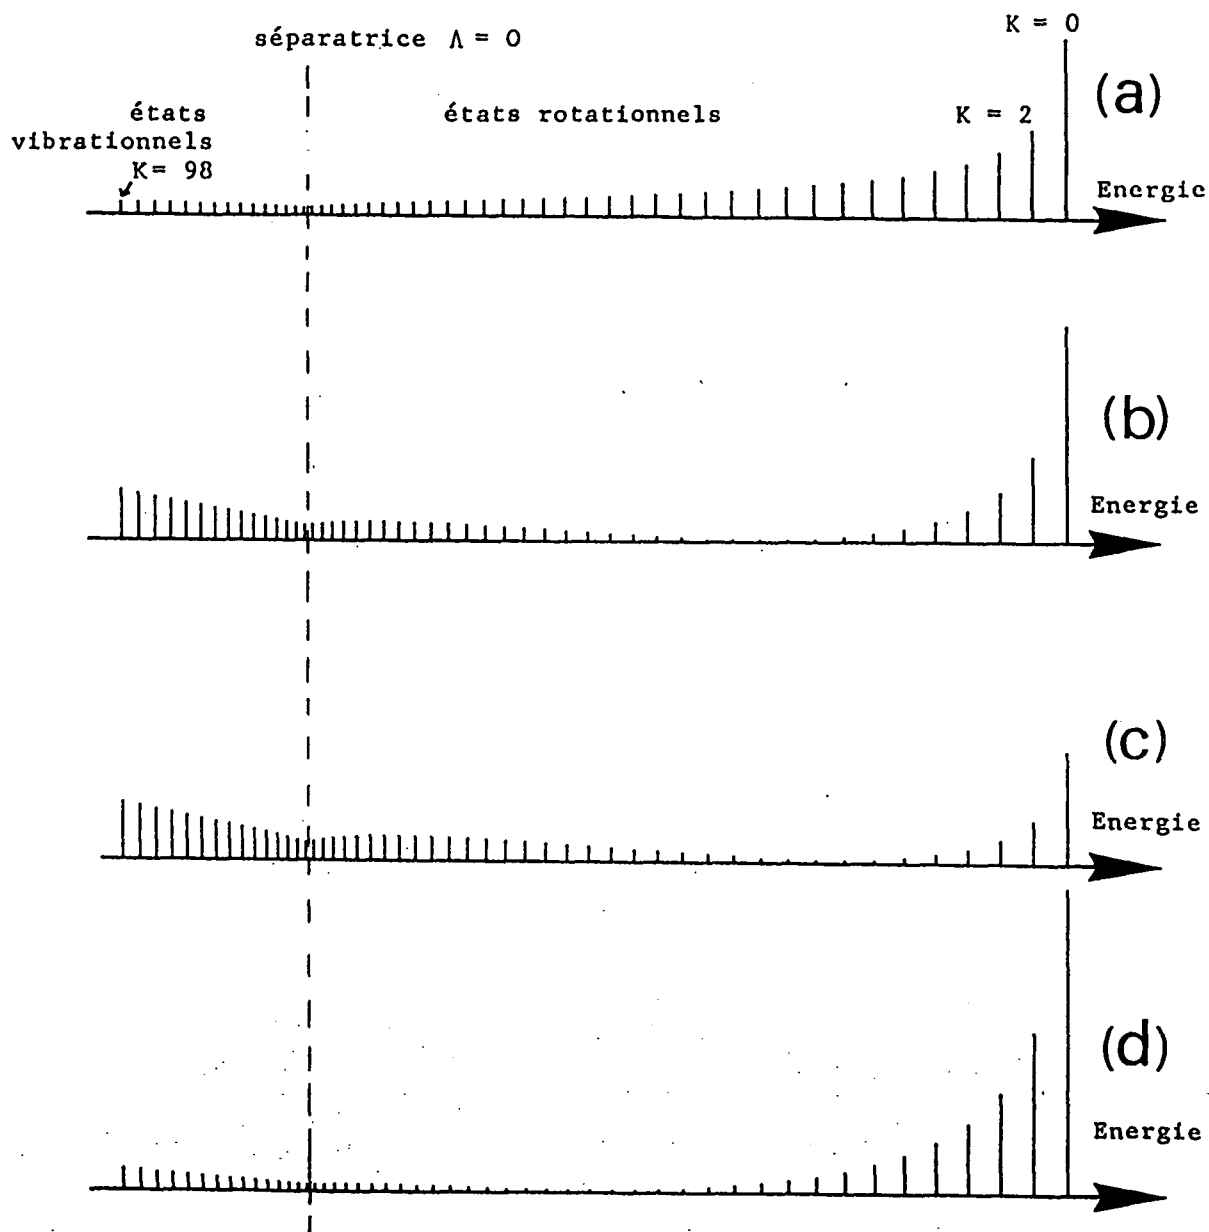 K = 0
séparatrice Λ = 0
(a)
états
vibrationnels
K= 98
états rotationnels
K = 2
Energie
(b)
Energie
(c)
Energie
(d)
Energie